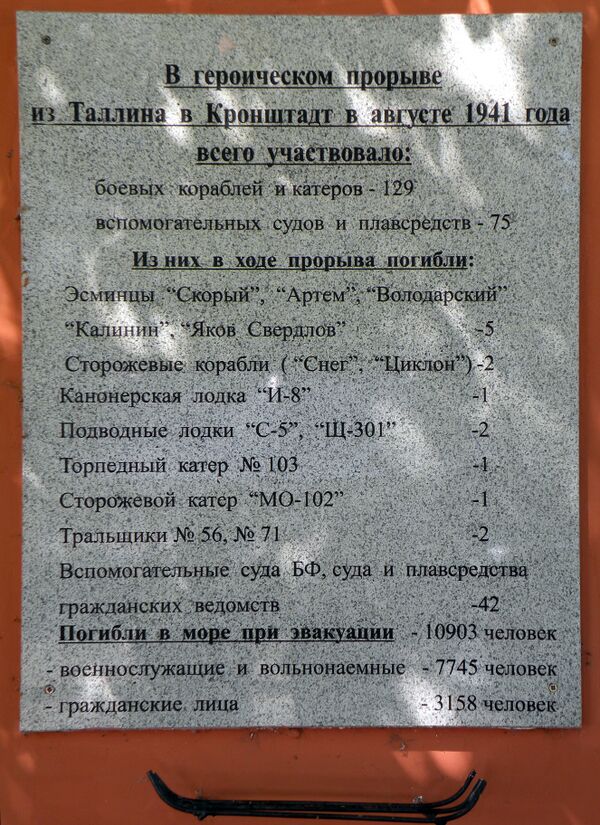 В героическом прорыве
из Таллина в Кронштадт в августе 1941 года
всего участвовало:
боевых кораблей и катеров - 129
вспомогательных судов и плавсредств - 75
Из них в ходе прорыва погибли:
Эсминцы “Скорый”, “Артем”, “Володарский”
“Калинин”, “Яков Свердлов” -5
Сторожевые корабли ( “Снег”, “Циклон”) -2
Канонерская лодка “И-8” -1
Подводные лодки “С-5”, “Щ-301” -2
Торпедный катер № 103 -1
Сторожевой катер “МО-102” -1
Тральщики № 56, № 71 -2
Вспомогательные суда БФ, суда и плавсредства
гражданских ведомств -42
Погибли в море при эвакуации - 10903 человек
- военнослужащие и вольнонаемные - 7745 человек
- гражданские лица - 3158 человек